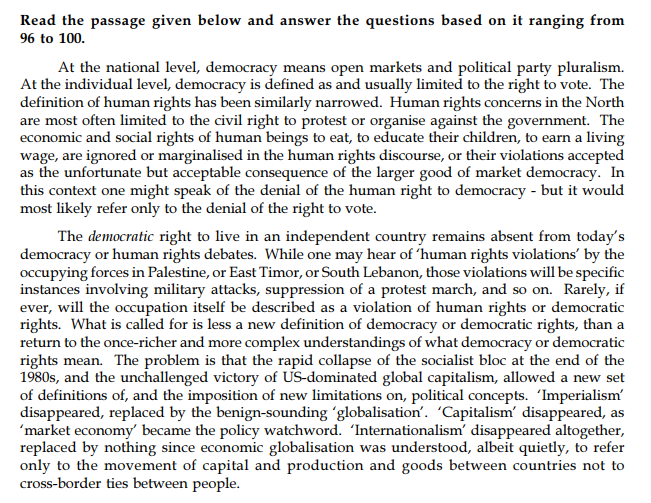 Read the passage given below and answer the questions based on it ranging from
96 to 100.
At the national level, democracy means open markets and political party pluralism.
At the individual level, democracy is defined as and usually limited to the right to vote. The
definition of human rights has been similarly narrowed. Human rights concerns in the North
are most often limited to the civil right to protest or organise against the government. The
economic and social rights of human beings to eat, to educate their children, to earn a living
wage, are ignored or marginalised in the human rights discourse, or their violations accepted
as the unfortunate but acceptable consequence of the larger good of market democracy. In
this context one might speak of the denial of the human right to democracy - but it would
most likely refer only to the denial of the right to vote.
The democratic right to live in an independent country remains absent from today's
democracy or human rights debates. While one may hear of 'human rights violations' by the
occupying forces in Palestine, or East Timor, or South Lebanon, those violations will be specific
instances involving military attacks, suppression of a protest march, and so on. Rarely, if
ever, will the occupation itself be described as a violation of human rights or democratic
rights. What is called for is less a new definition of democracy or democratic rights, than a
return to the once-richer and more complex understandings of what democracy or democratic
rights mean. The problem is that the rapid collapse of the socialist bloc at the end of the
1980s, and the unchallenged victory of US-dominated global capitalism, allowed a new set
of definitions of, and the imposition of new limitations on, political concepts. 'Imperialism'
disappeared, replaced by the benign-sounding 'globalisation'. 'Capitalism' disappeared, as
'market economy' became the policy watchword. 'Internationalism' disappeared altogether,
replaced by nothing since economic globalisation was understood, albeit quietly, to refer
only to the movement of capital and production and goods between countries not to
cross-border ties between people.